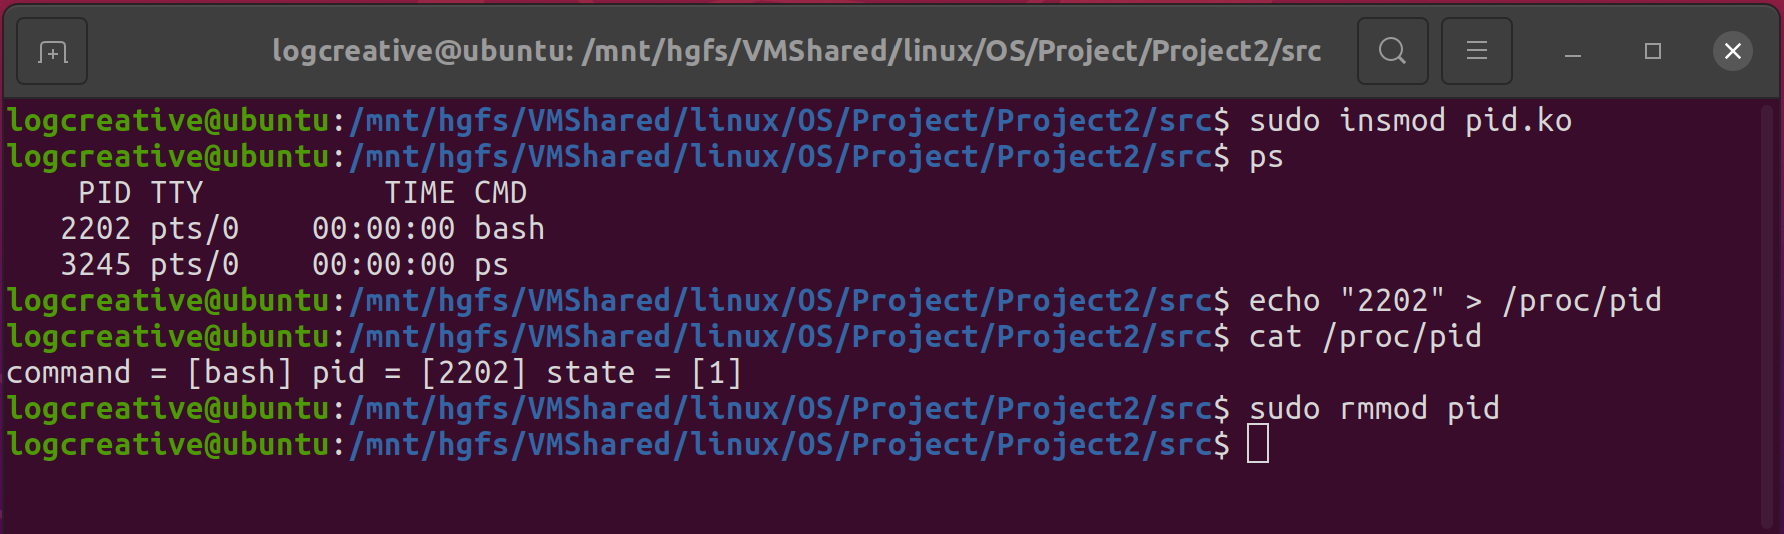 logcreative@ubuntu: /mnt/hgfs/VMShared/linux/OS/Project/Project2/src
logcreative@ubuntu:/mnt/hgfs/VMShared/linux/OS/Project/Project2/src$ sudo insmod pid.ko
logcreative@ubuntu:/mnt/hgfs/VMShared/linux/OS/Project/Project2/src$ ps
    PID TTY          TIME CMD
   2202 pts/0    00:00:00 bash
   3245 pts/0    00:00:00 ps
logcreative@ubuntu:/mnt/hgfs/VMShared/linux/OS/Project/Project2/src$ echo "2202" > /proc/pid
logcreative@ubuntu:/mnt/hgfs/VMShared/linux/OS/Project/Project2/src$ cat /proc/pid
command = [bash] pid = [2202] state = [1]
logcreative@ubuntu:/mnt/hgfs/VMShared/linux/OS/Project/Project2/src$ sudo rmmod pid
logcreative@ubuntu:/mnt/hgfs/VMShared/linux/OS/Project/Project2/src$